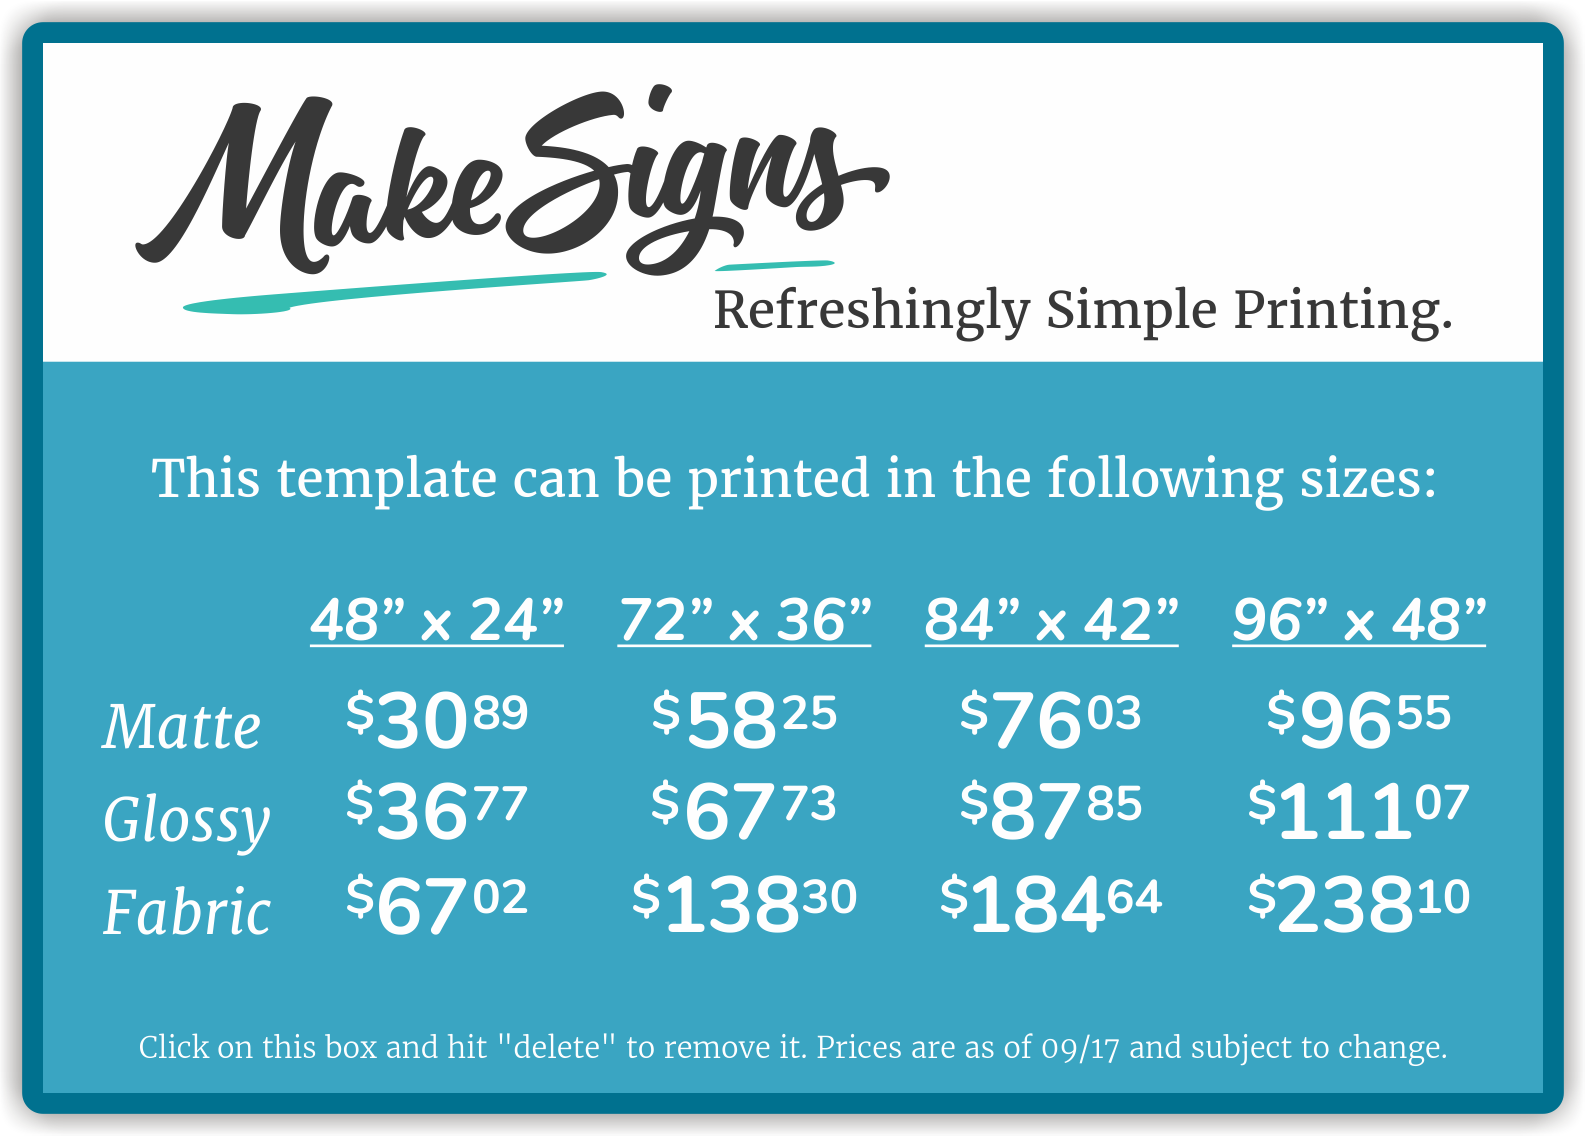 MakeSigns
Refreshingly Simple Printing.
This template can be printed in the following sizes:
48” x 24” 72” x 36” 84” x 42” 96” x 48”
Matte $3089 $5825 $7603 $9655
Glossy $3677 $6773 $8785 $11107
Fabric $6702 $13830 $18464 $23810
Click on this box and hit "delete" to remove it. Prices are as of 09/17 and subject to change.